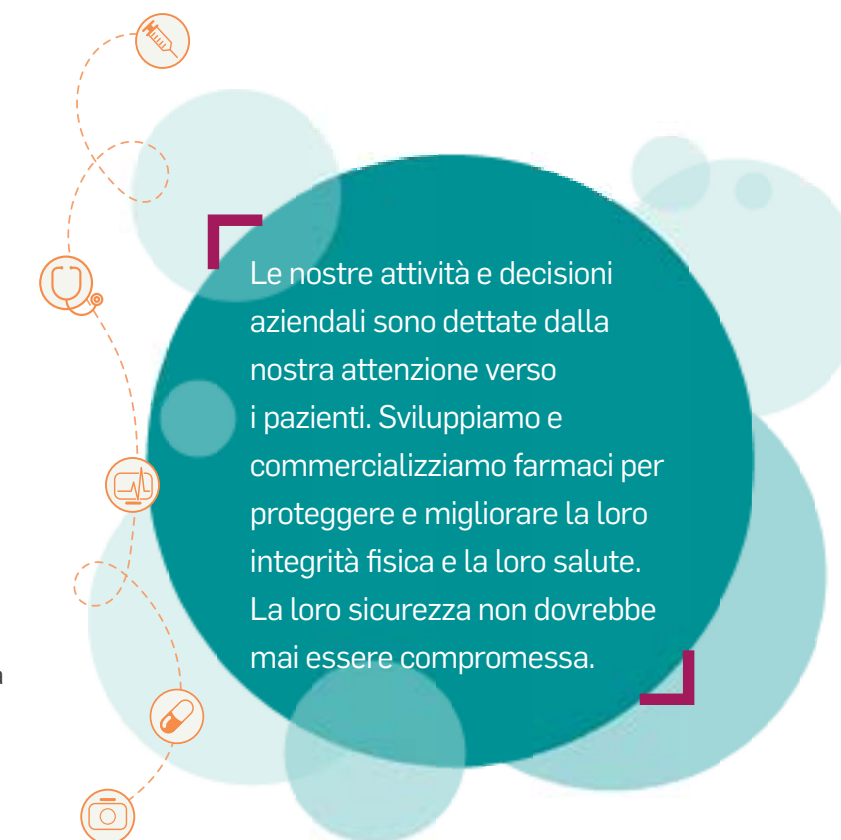 Le nostre attività e decisioni
aziendali sono dettate dalla
nostra attenzione verso
i pazienti. Sviluppiamo e
commercializziamo farmaci per
proteggere e migliorare la loro
integrità fisica e la loro salute.
La loro sicurezza non dovrebbe
mai essere compromessa.